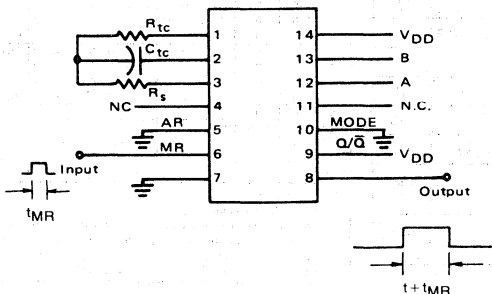 Rtc 1 14 VDD
Ctc 2 13 B
Rs 3 12 A
NC 4 11 N.C.
AR 5 10 MODE
MR 6 9 Q/Q̅ VDD
Input 7 8 Output
tMR
t + tMR